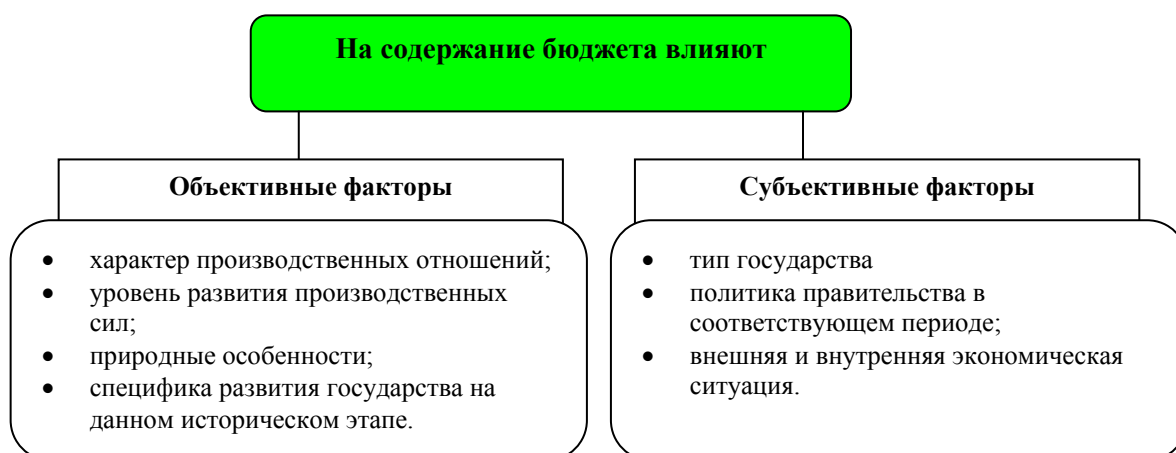 На содержание бюджета влияют
Объективные факторы
• характер производственных отношений;
• уровень развития производственных
сил;
• природные особенности;
• специфика развития государства на
данном историческом этапе.
Субъективные факторы
• тип государства
• политика правительства в
соответствующем периоде;
• внешняя и внутренняя экономическая
ситуация.